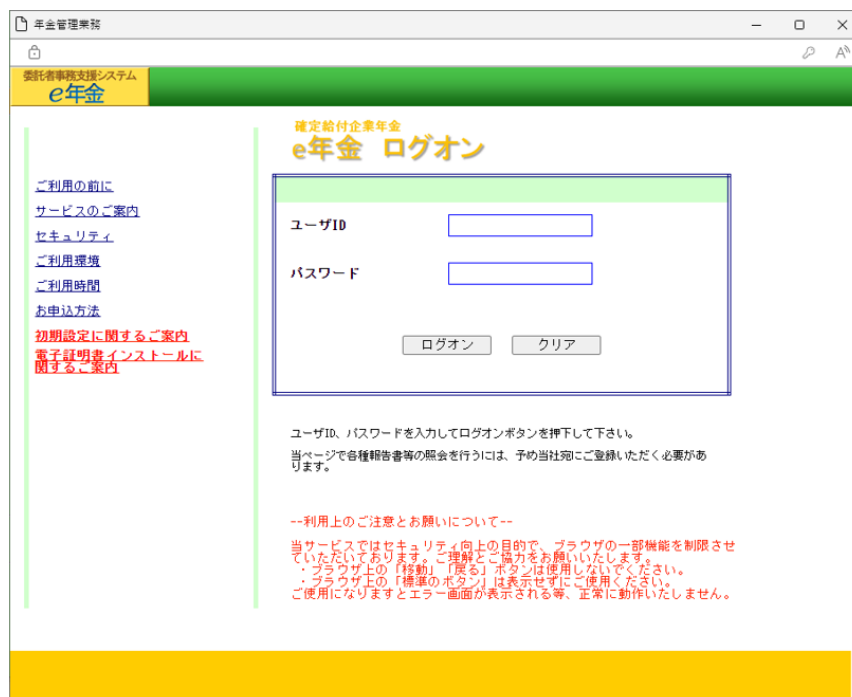 年金管理業務
委託者事務支援システム
e年金
確定給付企業年金
e年金 ログオン
ご利用の前に
サービスのご案内
セキュリティ
ご利用環境
ご利用時間
お申込方法
初期設定に関するご案内
電子証明書インストールに
関するご案内
ユーザID
パスワード
ログオン クリア
ユーザID、パスワードを入力してログオンボタンを押下して下さい。
当ページで各種報告書等の照会を行うには、予め当社宛にご登録いただく必要があ
ります。
--利用上のご注意とお願いについて--
当サービスではセキュリティ向上の目的で、ブラウザの一部機能を制限させ
ていただいております。ご理解とご協力をお願いいたします。
・ブラウザ上の「移動」「戻る」ボタンは使用しないでください。
・ブラウザ上の「標準のボタン」は表示せずにご使用ください。
ご使用になりますとエラー画面が表示される等、正常に動作いたしません。